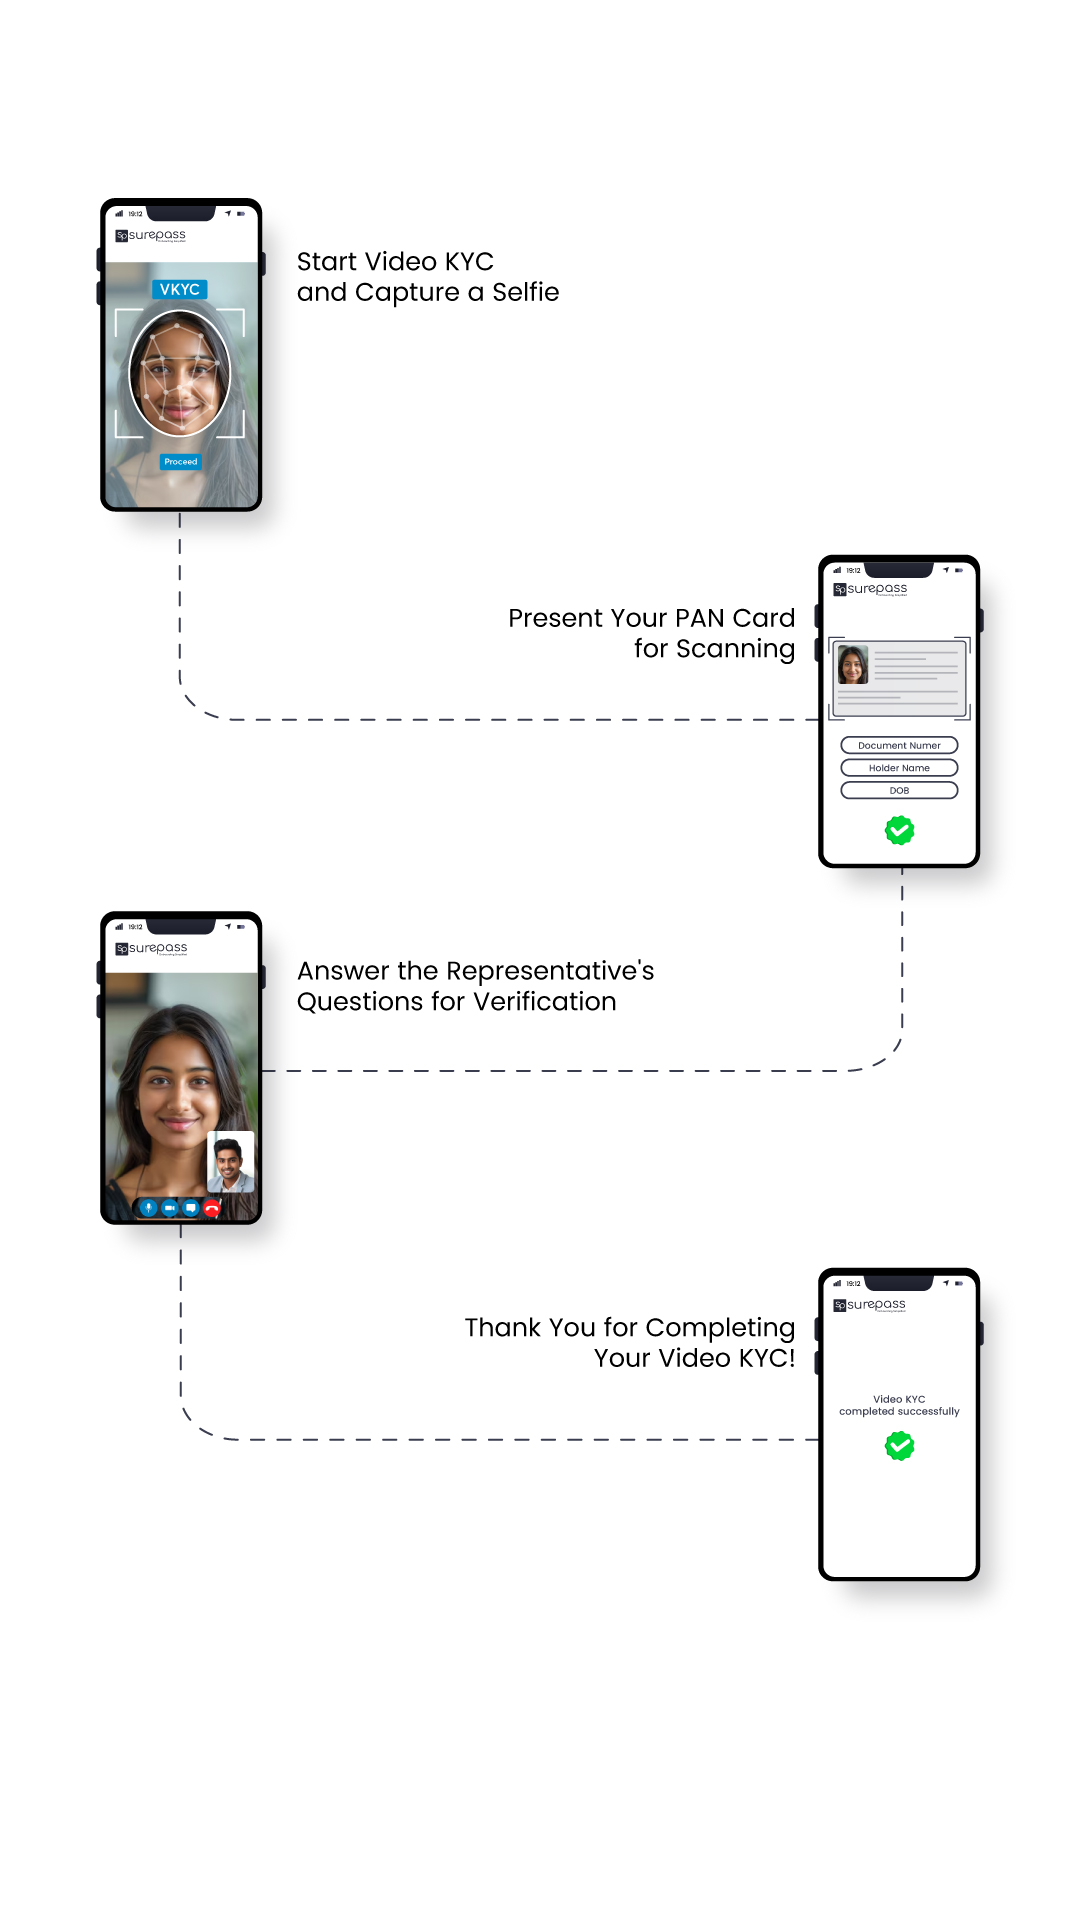 19:12
Sp surepass
VKYC
Proceed
Start Video KYC
and Capture a Selfie
19:12
Sp surepass
Present Your PAN Card
for Scanning
Document Numer
Holder Name
DOB
19:12
Sp surepass
Answer the Representative's
Questions for Verification
19:12
Sp surepass
Thank You for Completing
Your Video KYC!
Video KYC
completed successfully